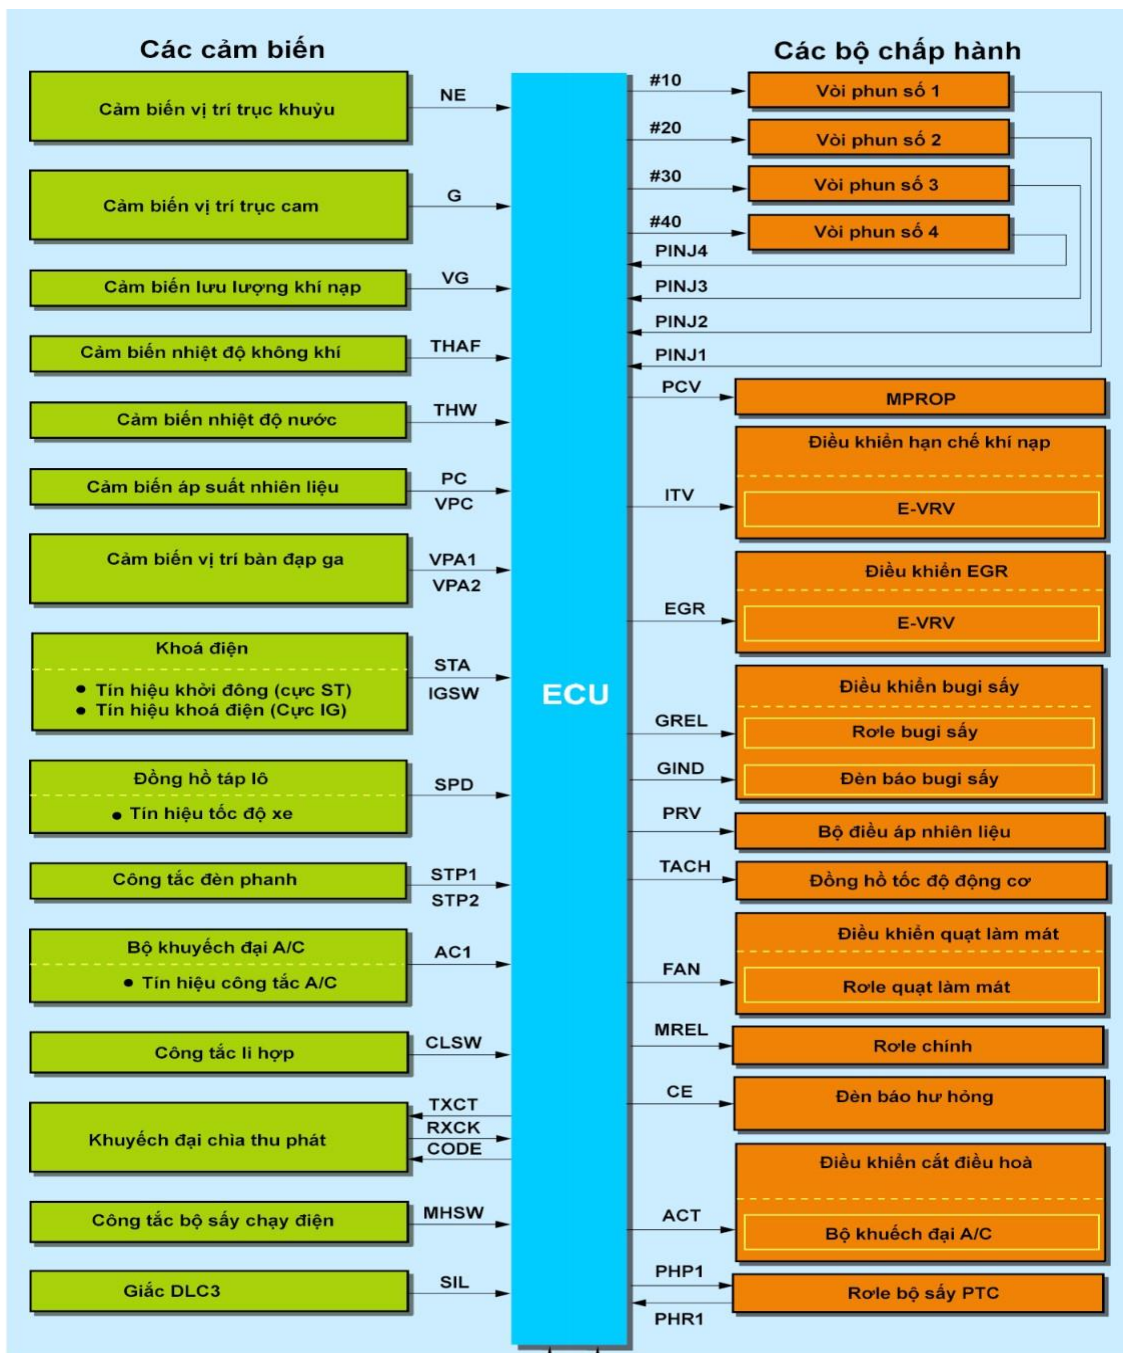 Các cảm biến
Cảm biến vị trí trục khuỷu
NE
Cảm biến vị trí trục cam
G
Cảm biến lưu lượng khí nạp
VG
Cảm biến nhiệt độ không khí
THAF
Cảm biến nhiệt độ nước
THW
Cảm biến áp suất nhiên liệu
PC
VPC
Cảm biến vị trí bàn đạp ga
VPA1
VPA2
Khoá điện
● Tín hiệu khởi đông (cực ST)
● Tín hiệu khoá điện (Cực IG)
STA
IGSW
Đồng hồ táp lô
● Tín hiệu tốc độ xe
SPD
Công tắc đèn phanh
STP1
STP2
Bộ khuyếch đại A/C
● Tín hiệu công tắc A/C
AC1
Công tắc li hợp
CLSW
Khuyếch đại chìa thu phát
TXCT
RXCK
CODE
Công tắc bộ sấy chạy điện
MHSW
Giắc DLC3
SIL
ECU
Các bộ chấp hành
#10
Vòi phun số 1
#20
Vòi phun số 2
#30
Vòi phun số 3
#40
Vòi phun số 4
PINJ4
PINJ3
PINJ2
PINJ1
PCV
MPROP
Điều khiển hạn chế khí nạp
ITV
E-VRV
Điều khiển EGR
EGR
E-VRV
Điều khiển bugi sấy
GREL
Rơle bugi sấy
GIND
Đèn báo bugi sấy
PRV
Bộ điều áp nhiên liệu
TACH
Đồng hồ tốc độ động cơ
Điều khiển quạt làm mát
FAN
Rơle quạt làm mát
MREL
Rơle chính
CE
Đèn báo hư hỏng
Điều khiển cắt điều hoà
ACT
Bộ khuếch đại A/C
PHP1
Rơle bộ sấy PTC
PHR1